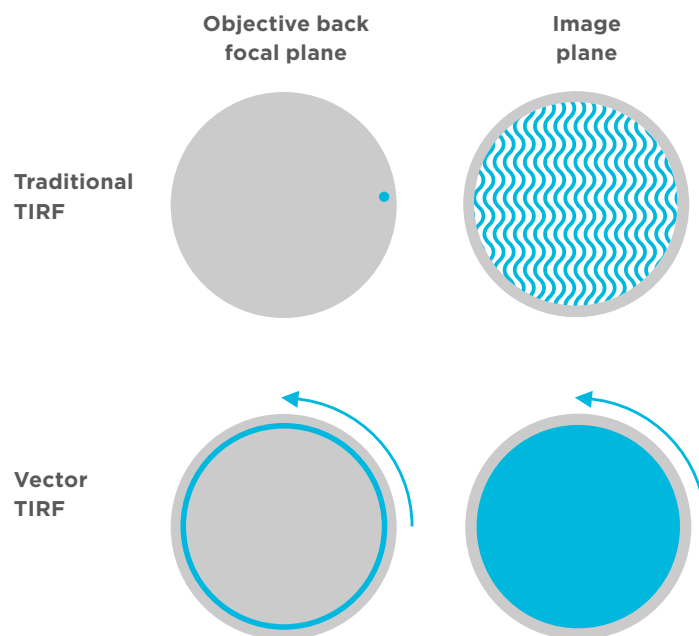 Objective back
focal plane
Image
plane
Traditional
TIRF
Vector
TIRF